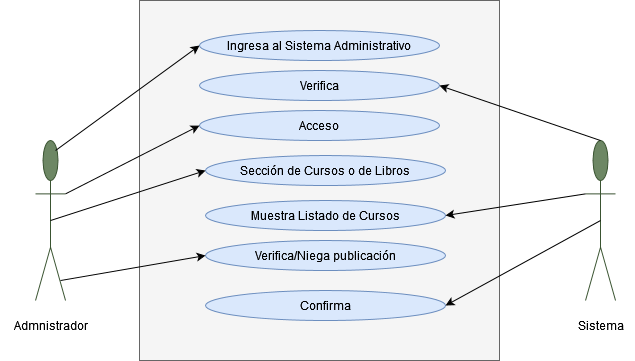 Ingresa al Sistema Administrativo
Verifica
Acceso
Sección de Cursos o de Libros
Muestra Listado de Cursos
Verifica/Niega publicación
Confirma
Admnistrador
Sistema